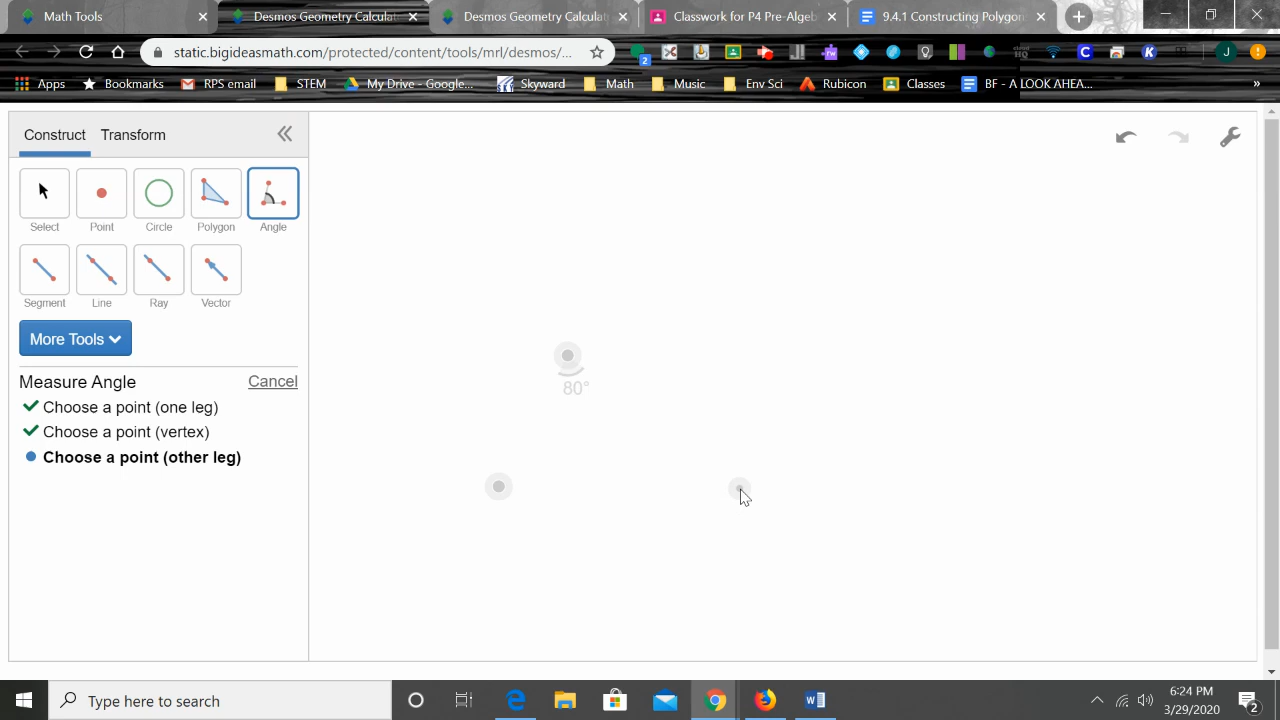 Math Tools
Desmos Geometry Calculat
Desmos Geometry Calculat
Classwork for P4 Pre-Algeb
9.4.1 Constructing Polygon
static.bigideasmath.com/protected/content/tools/mrl/desmos/...
Apps
Bookmarks
RPS email
STEM
My Drive - Google...
Skyward
Math
Music
Env Sci
Rubicon
Classes
BF - A LOOK AHEA...
»
Construct
Transform
Select
Point
Circle
Polygon
Angle
Segment
Line
Ray
Vector
More Tools
Measure Angle
Cancel
Choose a point (one leg)
Choose a point (vertex)
Choose a point (other leg)
80°
Type here to search
6:24 PM
3/29/2020
2